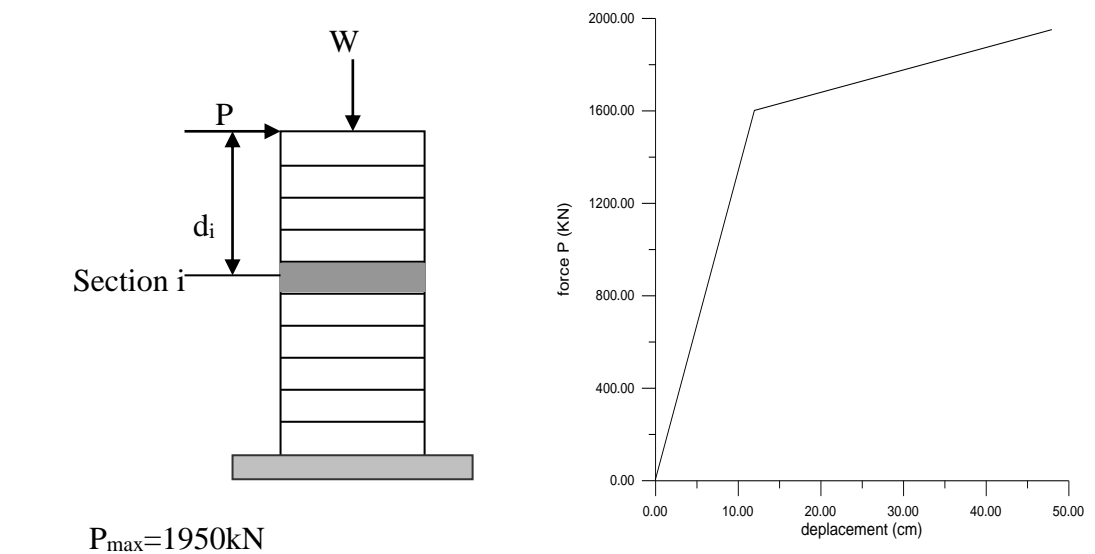 W
P
di
Section i
Pmax=1950kN
2000.00
1600.00
1200.00
800.00
400.00
0.00
force P (KN)
0.00 10.00 20.00 30.00 40.00 50.00
deplacement (cm)